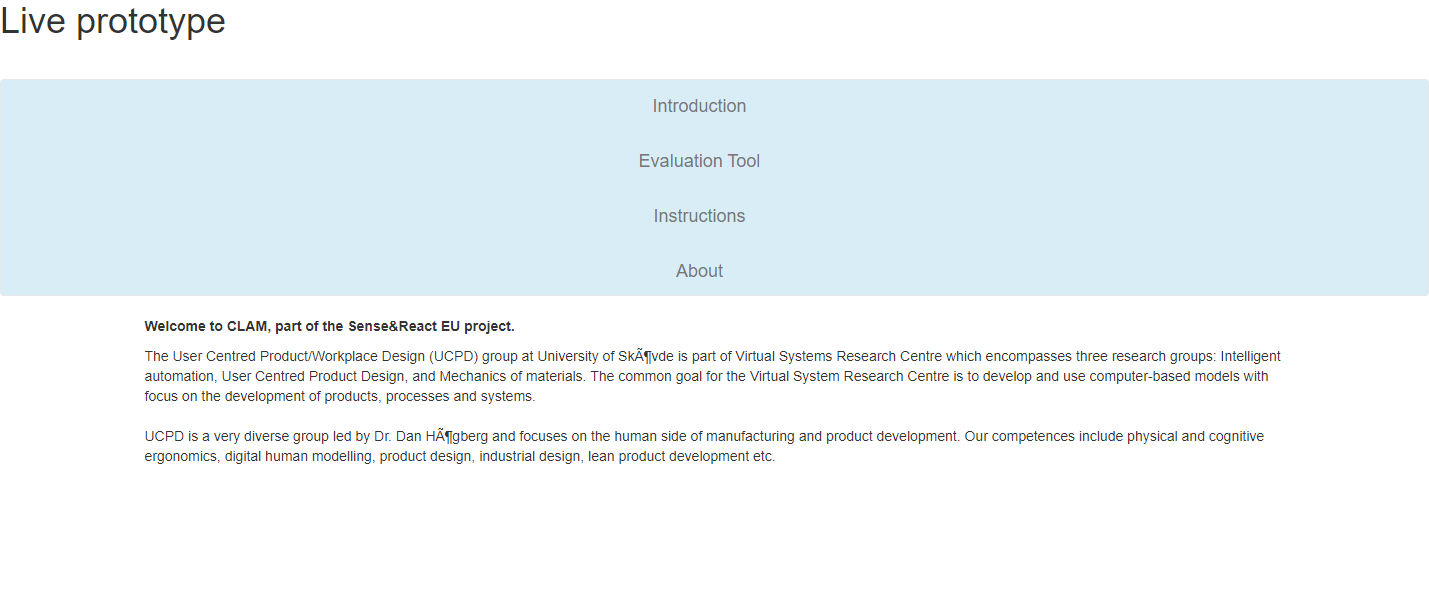 Live prototype
Introduction
Evaluation Tool
Instructions
About
Welcome to CLAM, part of the Sense&React EU project.
The User Centred Product/Workplace Design (UCPD) group at University of SkÃ¶vde is part of Virtual Systems Research Centre which encompasses three research groups: Intelligent
automation, User Centred Product Design, and Mechanics of materials. The common goal for the Virtual System Research Centre is to develop and use computer-based models with
focus on the development of products, processes and systems.
UCPD is a very diverse group led by Dr. Dan HÃ¶gberg and focuses on the human side of manufacturing and product development. Our competences include physical and cognitive
ergonomics, digital human modelling, product design, industrial design, lean product development etc.